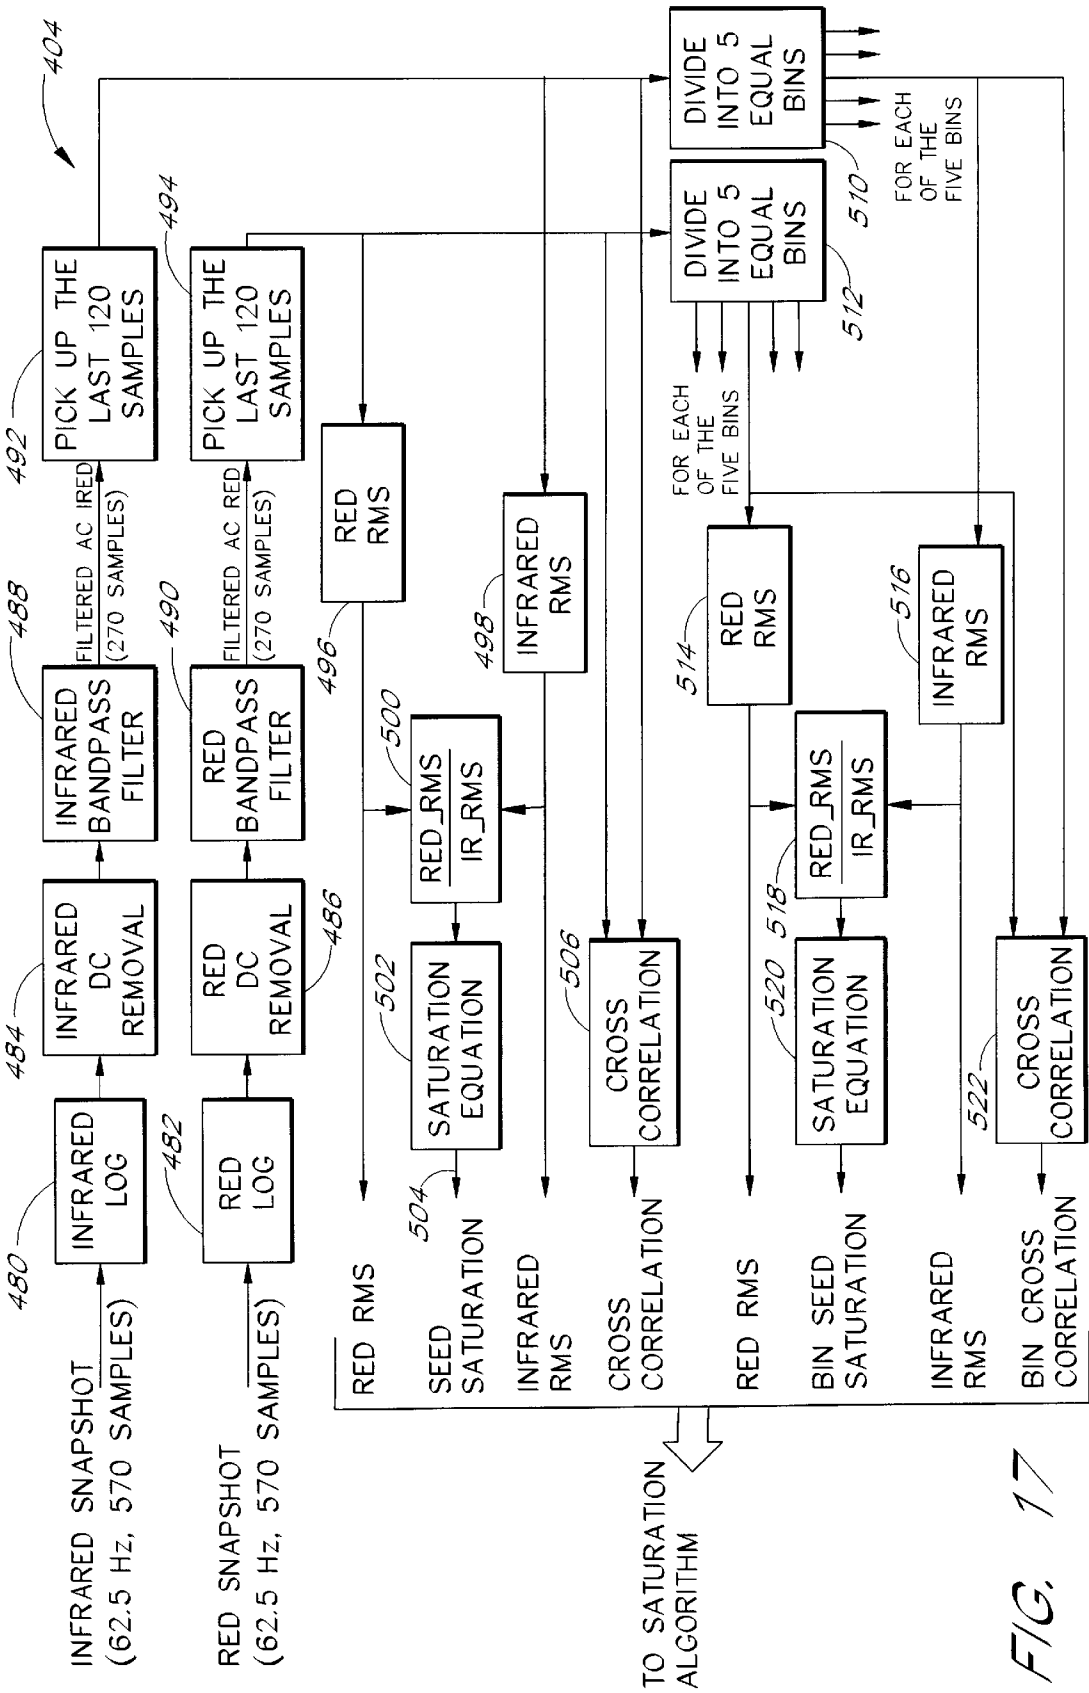 404
INFRARED SNAPSHOT
(62.5 Hz, 570 SAMPLES)
480
INFRARED
LOG
484
INFRARED
DC
REMOVAL
488
INFRARED
BANDPASS
FILTER
FILTERED AC IRED
(270 SAMPLES)
492
PICK UP THE
LAST 120
SAMPLES
RED SNAPSHOT
(62.5 Hz, 570 SAMPLES)
482
RED
LOG
RED
DC
REMOVAL
486
490
RED
BANDPASS
FILTER
FILTERED AC RED
(270 SAMPLES)
494
PICK UP THE
LAST 120
SAMPLES
RED RMS
496
RED
RMS
SEED
SATURATION
504
502
SATURATION
EQUATION
500
RED_RMS
IR_RMS
INFRARED
RMS
498
INFRARED
RMS
CROSS
CORRELATION
506
CROSS
CORRELATION
DIVIDE
INTO 5
EQUAL
BINS
512
DIVIDE
INTO 5
EQUAL
BINS
510
FOR EACH
OF THE
FIVE BINS
FOR EACH
OF THE
FIVE BINS
RED RMS
514
RED
RMS
BIN SEED
SATURATION
520
SATURATION
EQUATION
518
RED_RMS
IR_RMS
INFRARED
RMS
516
INFRARED
RMS
BIN CROSS
CORRELATION
522
CROSS
CORRELATION
TO SATURATION
ALGORITHM
FIG. 17